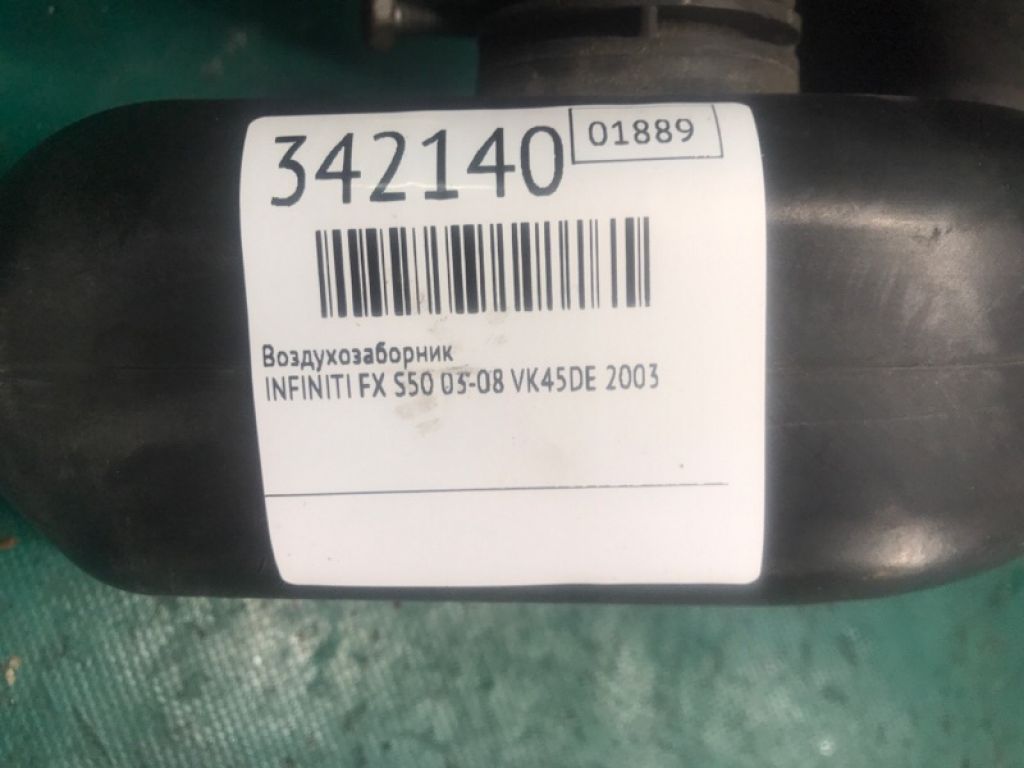 342140
01889
Воздухозаборник
INFINITI FX S50 03-08 VK45DE 2003